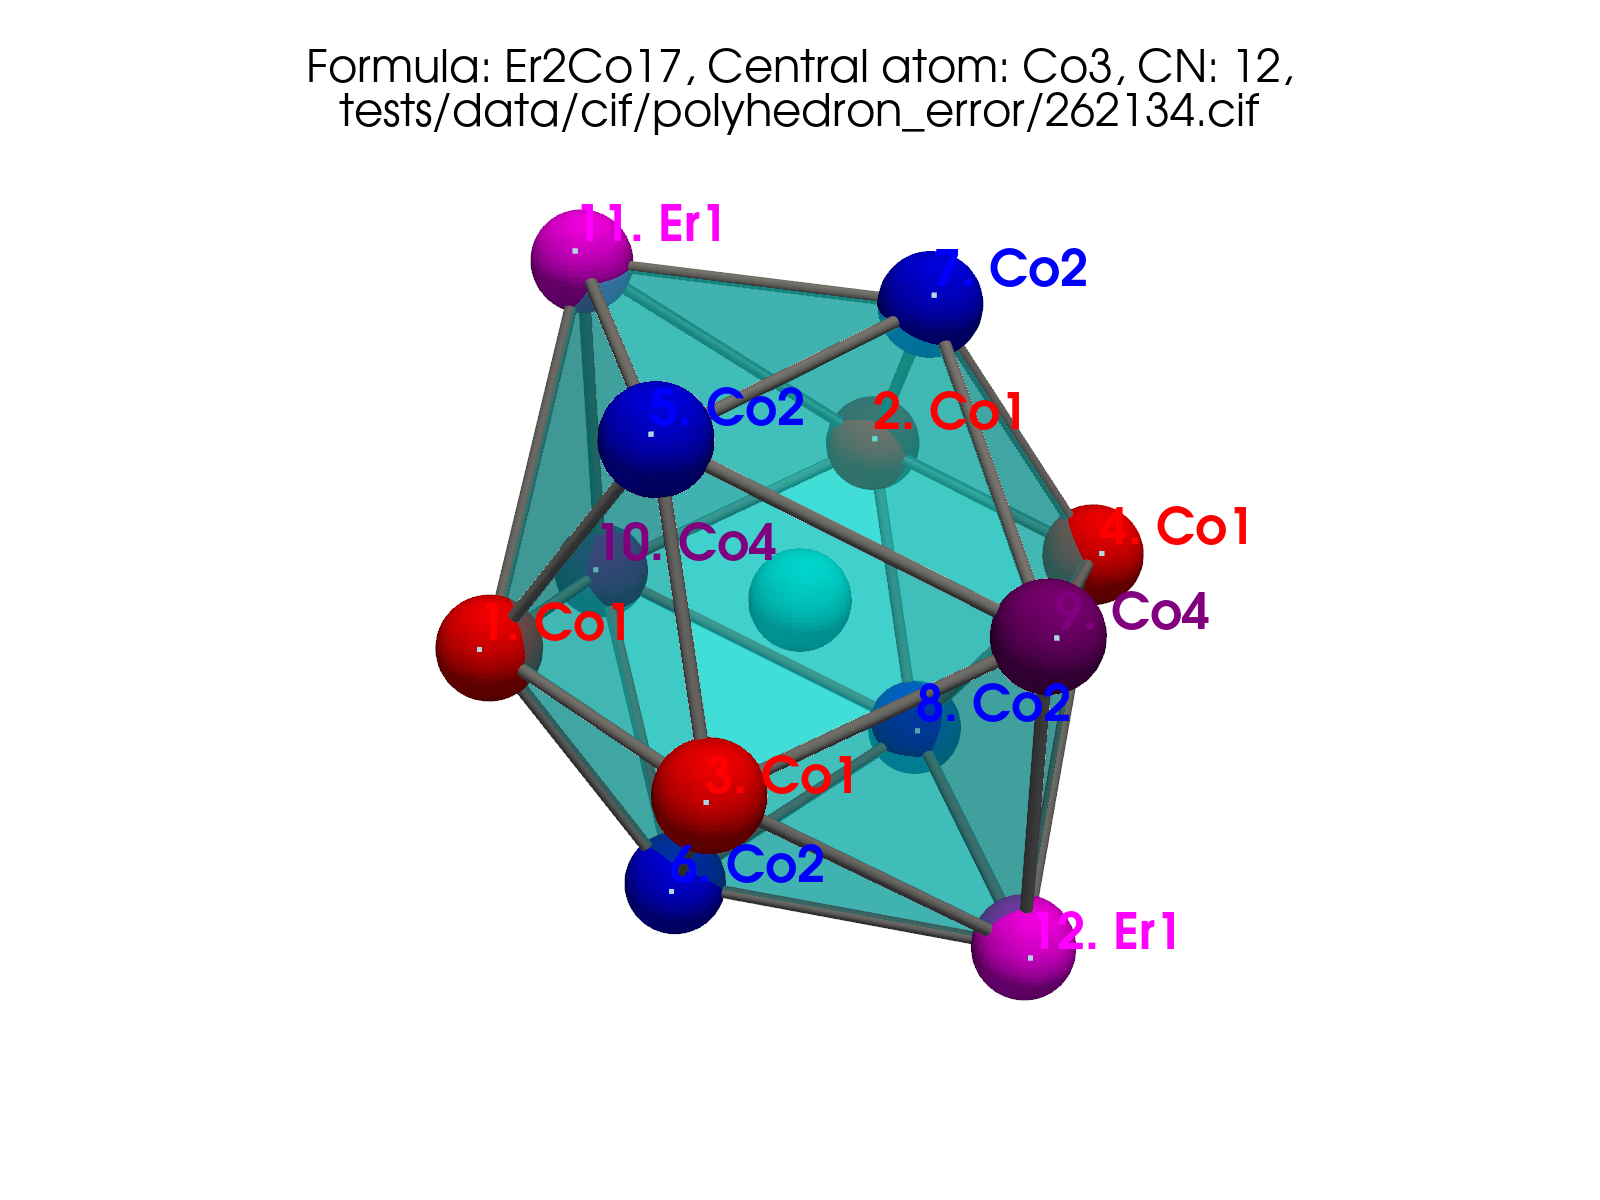 Formula: Er2Co17, Central atom: Co3, CN: 12,
tests/data/cif/polyhedron_error/262134.cif
11. Er1
7. Co2
5. Co2
2. Co1
4. Co1
10. Co4
9. Co4
1. Co1
8. Co2
3. Co1
6. Co2
12. Er1